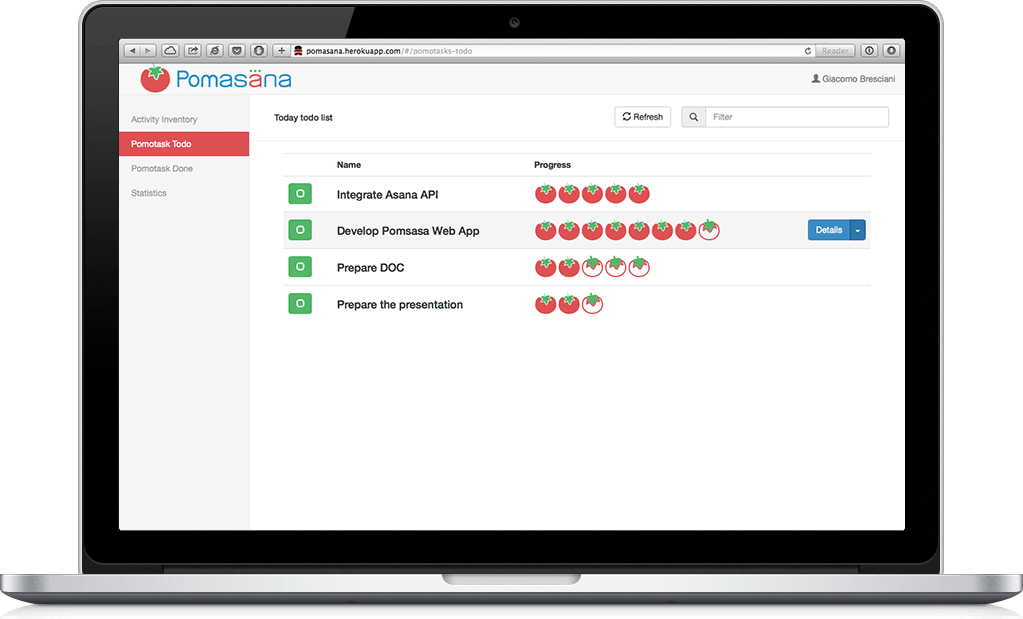 pomasana.herokuapp.com/#/pomotasks-todo
Reader
Pomasäna
Giacomo Bresciani
Activity Inventory
Pomotask Todo
Pomotask Done
Statistics
Today todo list
Refresh
Filter
Name
Progress
Integrate Asana API
Develop Pomsasa Web App
Details
Prepare DOC
Prepare the presentation